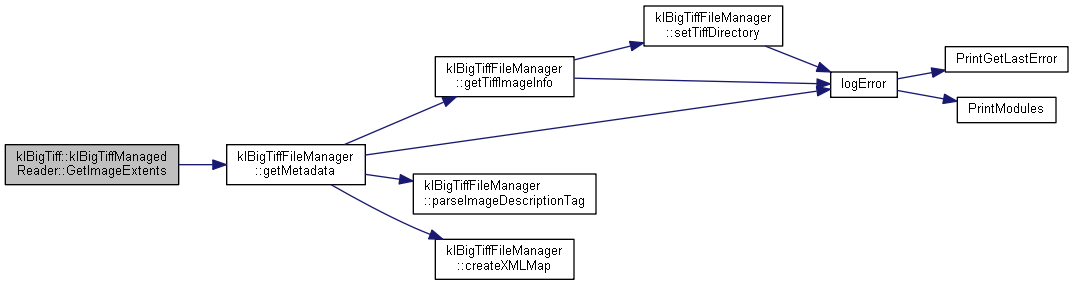 klBigTiff::klBigTiffManaged
Reader::GetImageExtents
klBigTiffFileManager
::getMetadata
klBigTiffFileManager
::getTiffImageInfo
klBigTiffFileManager
::setTiffDirectory
logError
PrintGetLastError
PrintModules
klBigTiffFileManager
::parseImageDescriptionTag
klBigTiffFileManager
::createXMLMap